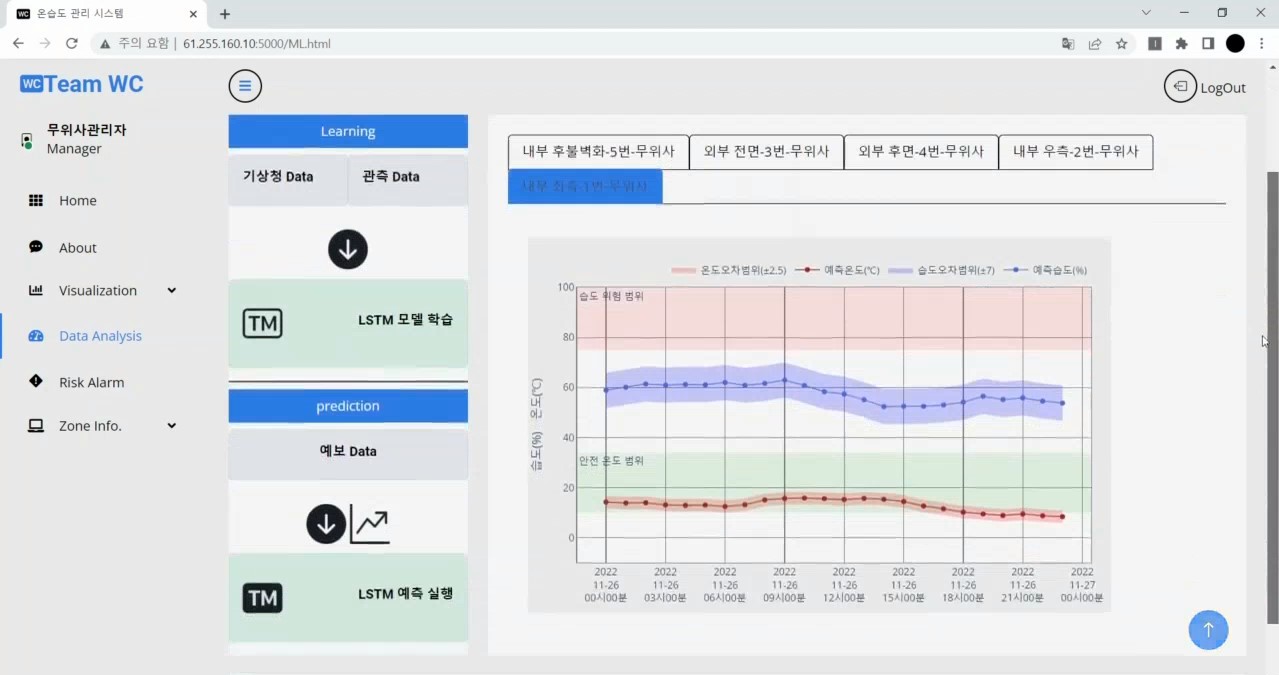 WC 온습도 관리 시스템
주의 요함 | 61.255.160.10:5000/ML.html
WC Team WC
LogOut
무위사관리자
Manager
Home
About
Visualization
Data Analysis
Risk Alarm
Zone Info.
Learning
기상청 Data 관측 Data
TM LSTM 모델 학습
prediction
예보 Data
TM LSTM 예측 실행
내부 후불벽화-5번-무위사 외부 전면-3번-무위사 외부 후면-4번-무위사 내부 우측-2번-무위사
내부 좌측-1번-무위사
온도오차범위(±2.5) 예측온도(℃) 습도오차범위(±7) 예측습도(%)
습도 위험 범위
안전 온도 범위
습도(%) 온도(℃)
100
80
60
40
20
0
2022 2022 2022 2022 2022 2022 2022 2022 2022
11-26 11-26 11-26 11-26 11-26 11-26 11-26 11-26 11-27
00시00분 03시00분 06시00분 09시00분 12시00분 15시00분 18시00분 21시00분 00시00분